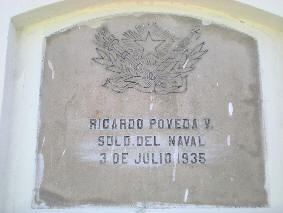 RICARDO POVEDA V.
SOLD. DEL NAVAL
3 DE JULIO 1935